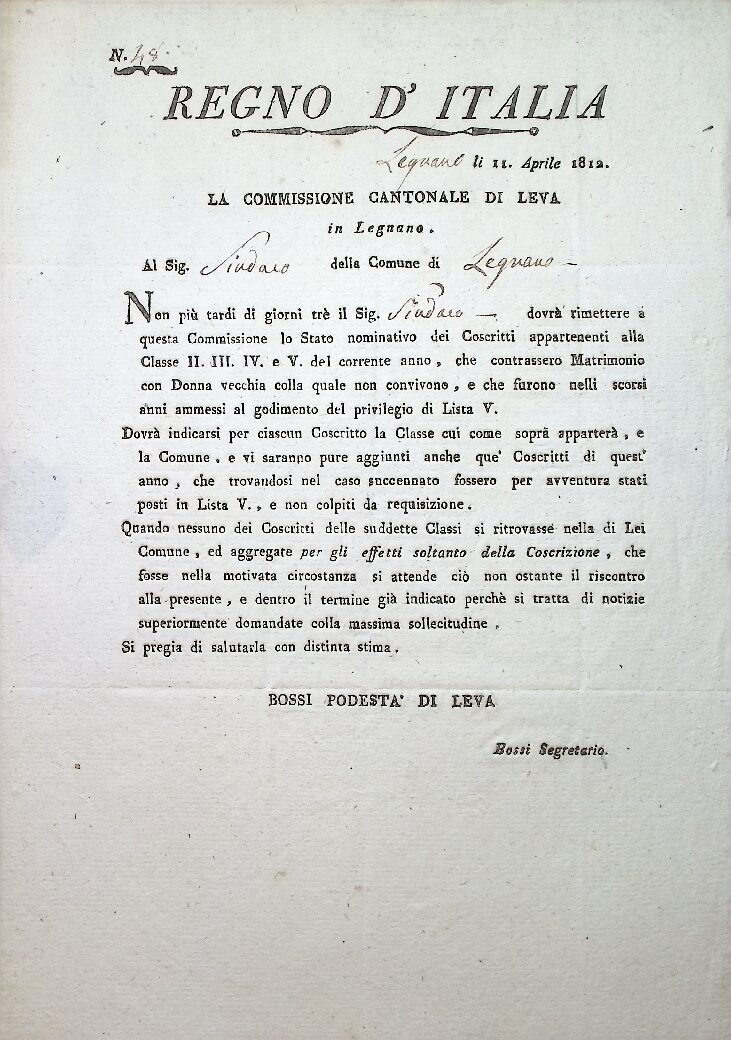 N. 48.
REGNO D' ITALIA
Legnano li 11. Aprile 1812.
LA COMMISSIONE CANTONALE DI LEVA
in Legnano.
Al Sig. Sindaco della Comune di Legnano -
Non più tardi di giorni trè il Sig. Sindaco - dovrà rimettere a
questa Commissione lo Stato nominativo dei Coscritti appartenenti alla
Classe II. III. IV. e V. del corrente anno, che contrassero Matrimonio
con Donna vecchia colla quale non convivono, e che furono nelli scorsi
anni ammessi al godimento del privilegio di Lista V.
Dovrà indicarsi per ciascun Coscritto la Classe cui come soprà apparterà, e
la Comune, e vi saranno pure aggiunti anche que' Coscritti di quest'
anno, che trovandosi nel caso succennato fossero per avventura stati
posti in Lista V., e non colpiti da requisizione.
Quando nessuno dei Coscritti delle suddette Classi si ritrovasse nella di Lei
Comune, ed aggregate per gli effetti soltanto della Coscrizione, che
fosse nella motivata circostanza si attende ciò non ostante il riscontro
alla presente, e dentro il termine già indicato perchè si tratta di notizie
superiormente domandate colla massima sollecitudine.
Si pregia di salutarla con distinta stima.
BOSSI PODESTA' DI LEVA
Bossi Segretario.